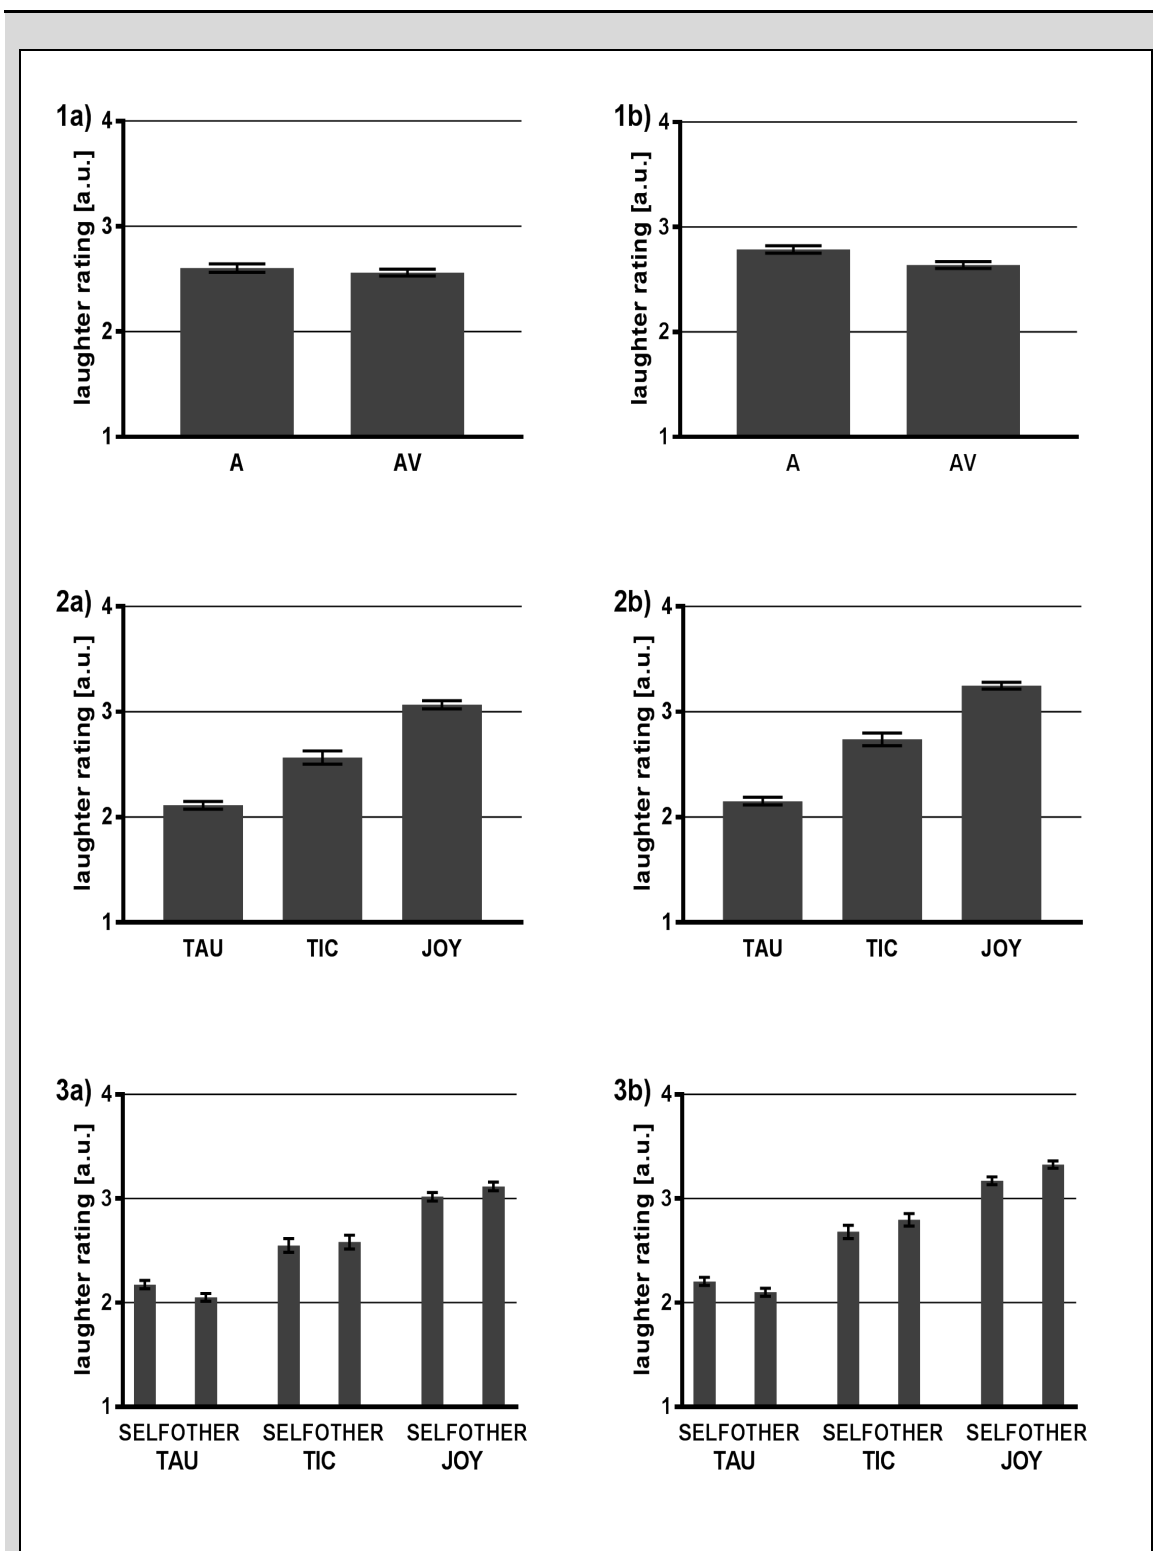 1a)
4
3
2
1
laughter rating [a.u.]
A AV
1b)
4
3
2
1
laughter rating [a.u.]
A AV
2a)
4
3
2
1
laughter rating [a.u.]
TAU TIC JOY
2b)
4
3
2
1
laughter rating [a.u.]
TAU TIC JOY
3a)
4
3
2
1
laughter rating [a.u.]
SELFOTHER SELFOTHER SELFOTHER
TAU TIC JOY
3b)
4
3
2
1
laughter rating [a.u.]
SELFOTHER SELFOTHER SELFOTHER
TAU TIC JOY